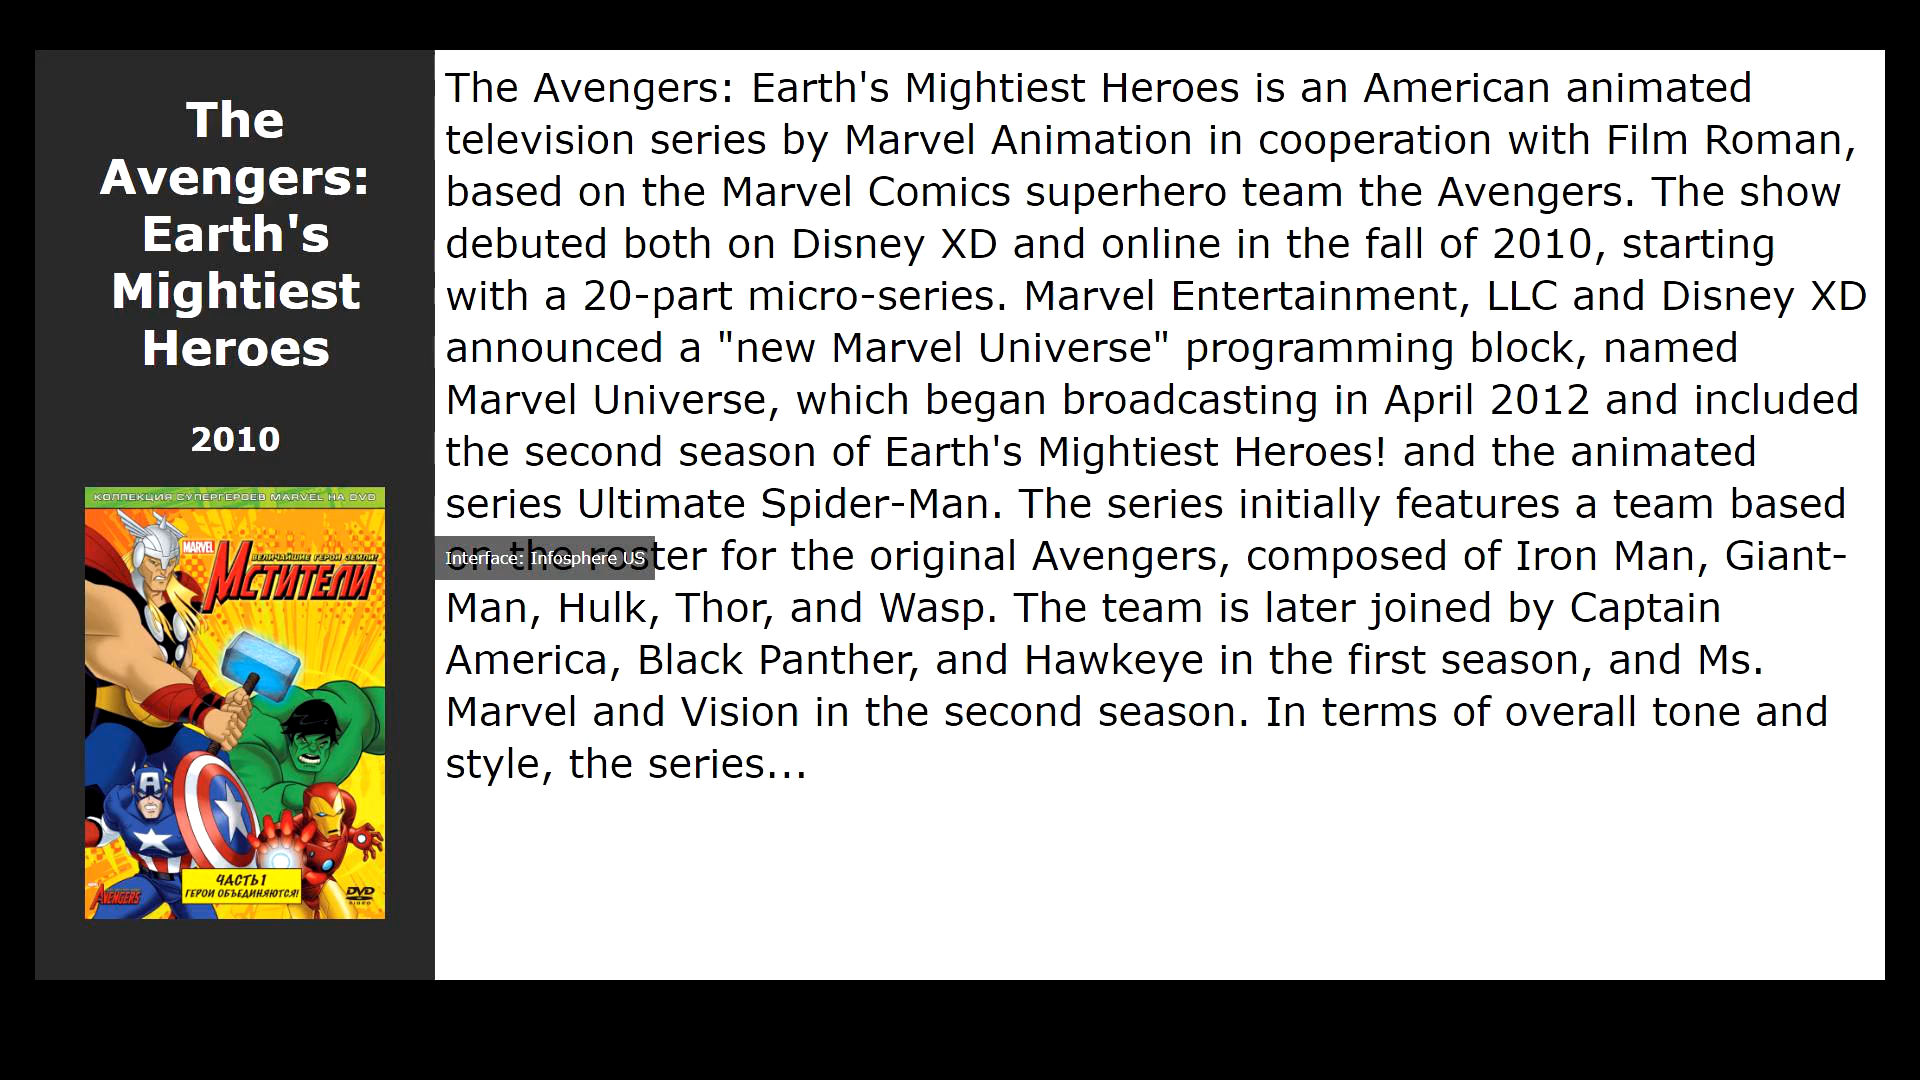 The
Avengers:
Earth's
Mightiest
Heroes
2010
КОЛЛЕКЦИЯ СУПЕРГЕРОЕВ MARVEL НА DVD
MARVEL
ВЕЛИЧАЙШИЕ ГЕРОИ ЗЕМЛИ!
МСТИТЕЛИ
ЧАСТЬ 1
ГЕРОИ ОБЪЕДИНЯЮТСЯ!
AVENGERS
DVD
VIDEO
The Avengers: Earth's Mightiest Heroes is an American animated
television series by Marvel Animation in cooperation with Film Roman,
based on the Marvel Comics superhero team the Avengers. The show
debuted both on Disney XD and online in the fall of 2010, starting
with a 20-part micro-series. Marvel Entertainment, LLC and Disney XD
announced a "new Marvel Universe" programming block, named
Marvel Universe, which began broadcasting in April 2012 and included
the second season of Earth's Mightiest Heroes! and the animated
series Ultimate Spider-Man. The series initially features a team based
on the roster for the original Avengers, composed of Iron Man, Giant-
Interface: Infosphere US
Man, Hulk, Thor, and Wasp. The team is later joined by Captain
America, Black Panther, and Hawkeye in the first season, and Ms.
Marvel and Vision in the second season. In terms of overall tone and
style, the series...